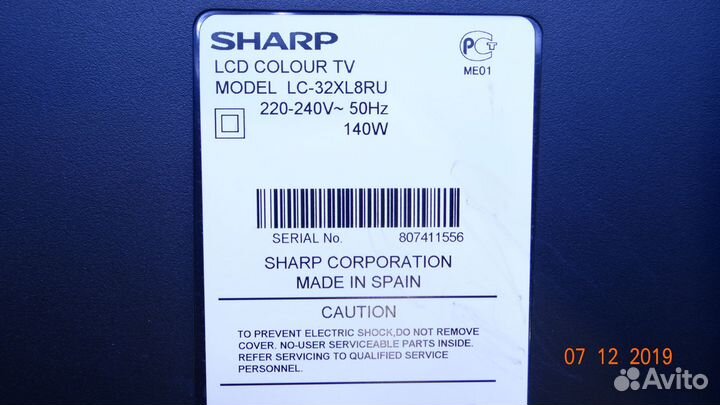 SHARP
LCD COLOUR TV
MODEL LC-32XL8RU
220-240V~ 50Hz
140W
PCT
ME01
SERIAL No. 807411556
SHARP CORPORATION
MADE IN SPAIN
CAUTION
TO PREVENT ELECTRIC SHOCK,DO NOT REMOVE
COVER. NO-USER SERVICEABLE PARTS INSIDE.
REFER SERVICING TO QUALIFIED SERVICE
PERSONNEL.
07 12 2019
Avito